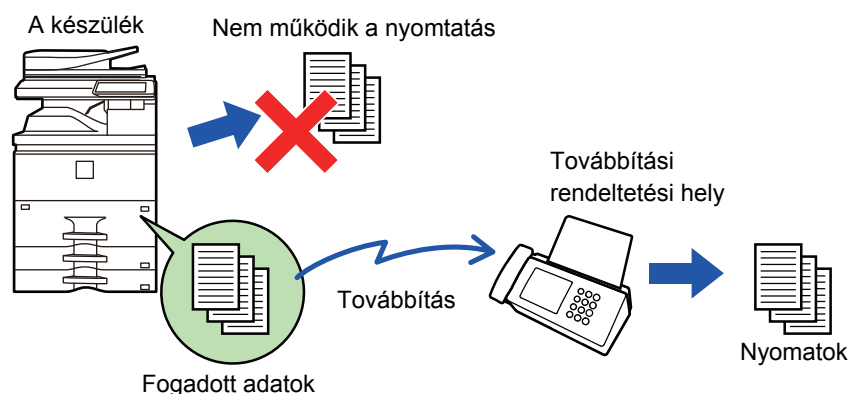 A készülék
Nem működik a nyomtatás
Továbbítási
rendeltetési hely
Továbbítás
Nyomatok
Fogadott adatok